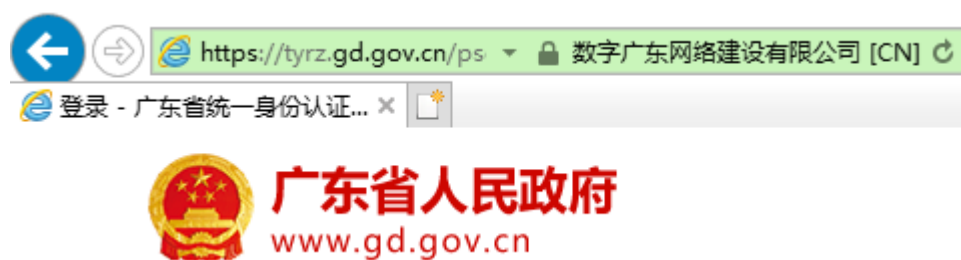 https://tyrz.gd.gov.cn/ps 数字广东网络建设有限公司 [CN]
登录 - 广东省统一身份认证...
广东省人民政府
www.gd.gov.cn